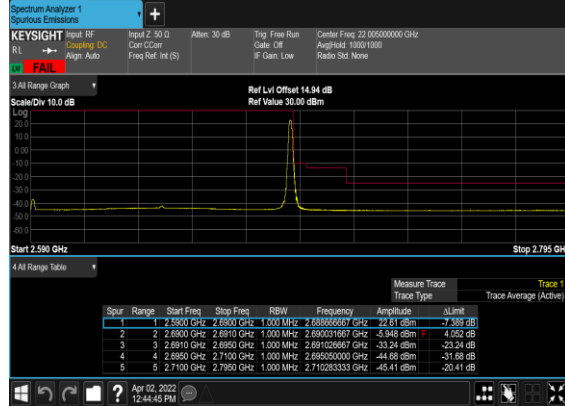 Spectrum Analyzer 1
Spurious Emissions
+
KEYSIGHT Input: RF Input Z: 50 Ω Atten: 30 dB Trig: Free Run Center Freq: 22.005000000 GHz
RL Coupling: DC Corr CCorr Gate: Off Avg|Hold: 1000/1000
Align: Auto Freq Ref: Int (S) IF Gain: Low Radio Std: None
LV FAIL
3 All Range Graph
Ref Lvl Offset 14.94 dB
Scale/Div 10.0 dB Ref Value 30.00 dBm
Log
20.0
10.0
0.00
-10.0
-20.0
-30.0
-40.0
-50.0
-60.0
Start 2.590 GHz Stop 2.795 GHz
4 All Range Table
Measure Trace Trace 1
Trace Type Trace Average (Active)
Spur Range Start Freq Stop Freq RBW Frequency Amplitude ΔLimit
1 1 2.5900 GHz 2.6900 GHz 1.000 MHz 2.688666667 GHz 22.61 dBm -7.389 dB
2 2 2.6900 GHz 2.6910 GHz 1.000 MHz 2.690031667 GHz -5.948 dBm F 4.052 dB
3 3 2.6910 GHz 2.6950 GHz 1.000 MHz 2.691026667 GHz -33.24 dBm -23.24 dB
4 4 2.6950 GHz 2.7100 GHz 1.000 MHz 2.695050000 GHz -44.68 dBm -31.68 dB
5 5 2.7100 GHz 2.7950 GHz 1.000 MHz 2.710283333 GHz -45.41 dBm -20.41 dB
? Apr 02, 2022
12:44:45 PM